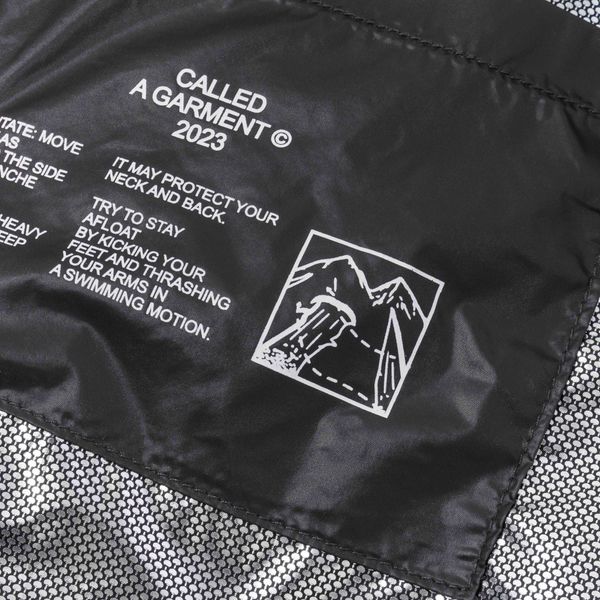 CALLED
A GARMENT ©
2023
TATE: MOVE
AS
THE SIDE
NCHE
HEAVY
EEP
IT MAY PROTECT YOUR
NECK AND BACK.
TRY TO STAY
AFLOAT
BY KICKING YOUR
FEET AND THRASHING
YOUR ARMS IN
A SWIMMING MOTION.